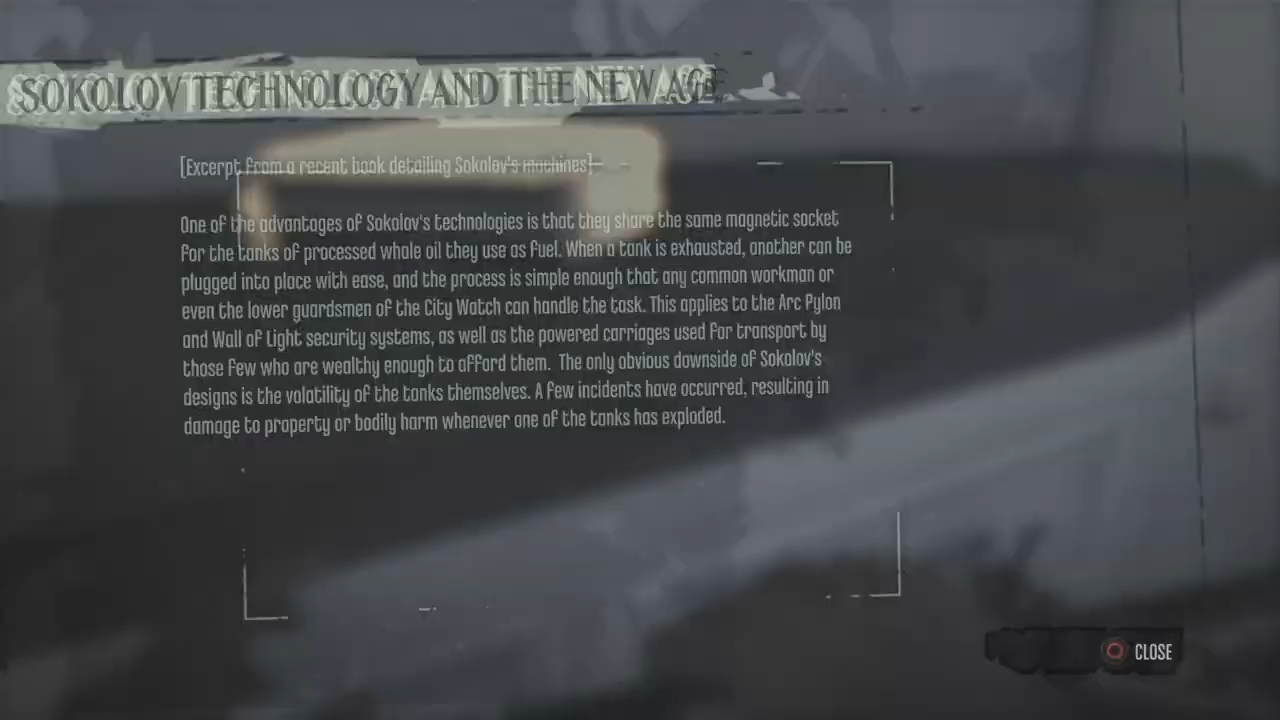 SOKOLOV TECHNOLOGY AND THE NEW AGE
[Excerpt from a recent book detailing Sokolov's machines]
One of the advantages of Sokolov's technologies is that they share the same magnetic socket
for the tanks of processed whale oil they use as fuel. When a tank is exhausted, another can be
plugged into place with ease, and the process is simple enough that any common workman or
even the lower guardsmen of the City Watch can handle the task. This applies to the Arc Pylon
and Wall of Light security systems, as well as the powered carriages used for transport by
those few who are wealthy enough to afford them. The only obvious downside of Sokolov's
designs is the volatility of the tanks themselves. A few incidents have occurred, resulting in
damage to property or bodily harm whenever one of the tanks has exploded.
CLOSE